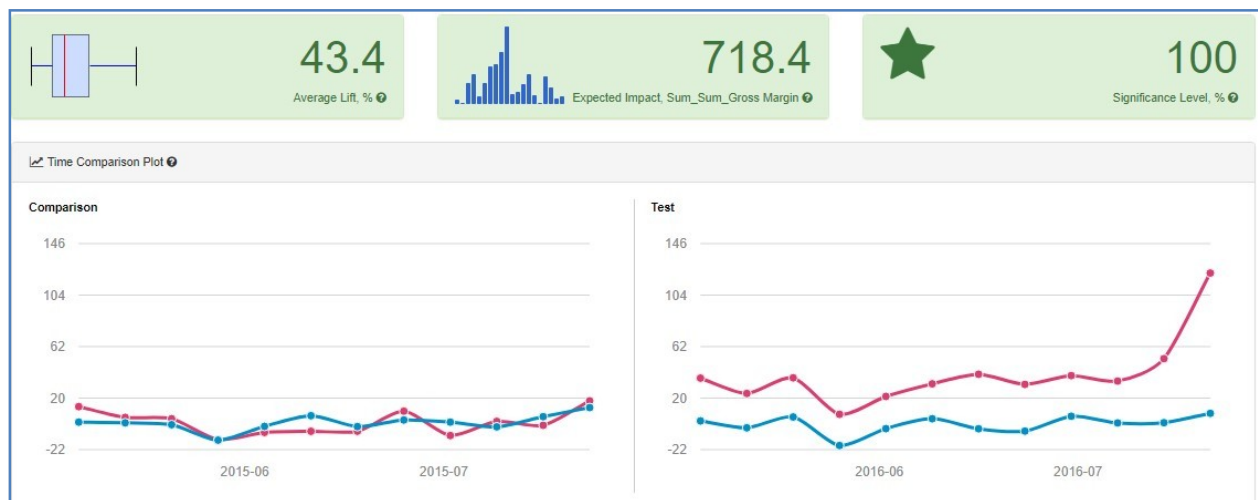 43.4
Average Lift, %
718.4
Expected Impact, Sum_Sum_Gross Margin
100
Significance Level, %
Time Comparison Plot
Comparison
146
104
62
20
-22
2015-06
2015-07
Test
146
104
62
20
-22
2016-06
2016-07